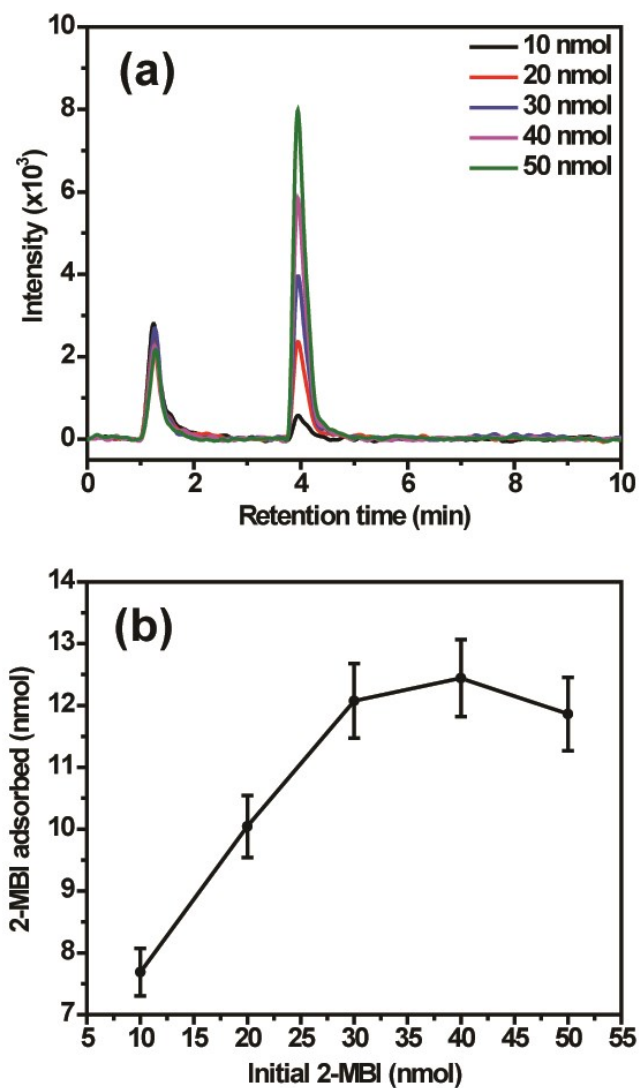 (a)
10 nmol
20 nmol
30 nmol
40 nmol
50 nmol
10
8
6
4
2
0
Intensity (x10³)
0 2 4 6 8 10
Retention time (min)
(b)
14
13
12
11
10
9
8
7
2-MBI adsorbed (nmol)
5 10 15 20 25 30 35 40 45 50 55
Initial 2-MBI (nmol)